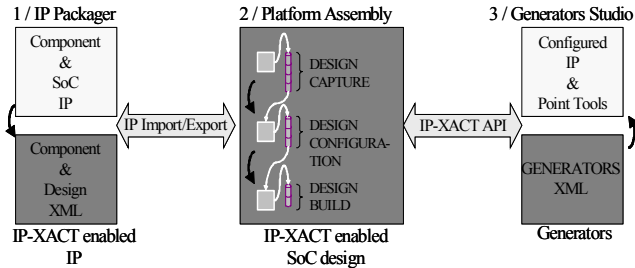 1 / IP Packager
Component
&
SoC
IP
Component
&
Design
XML
IP-XACT enabled
IP
IP Import/Export
2 / Platform Assembly
DESIGN
CAPTURE
DESIGN
CONFIGURA-
TION
DESIGN
BUILD
IP-XACT enabled
SoC design
IP-XACT API
3 / Generators Studio
Configured
IP
&
Point Tools
GENERATORS
XML
Generators